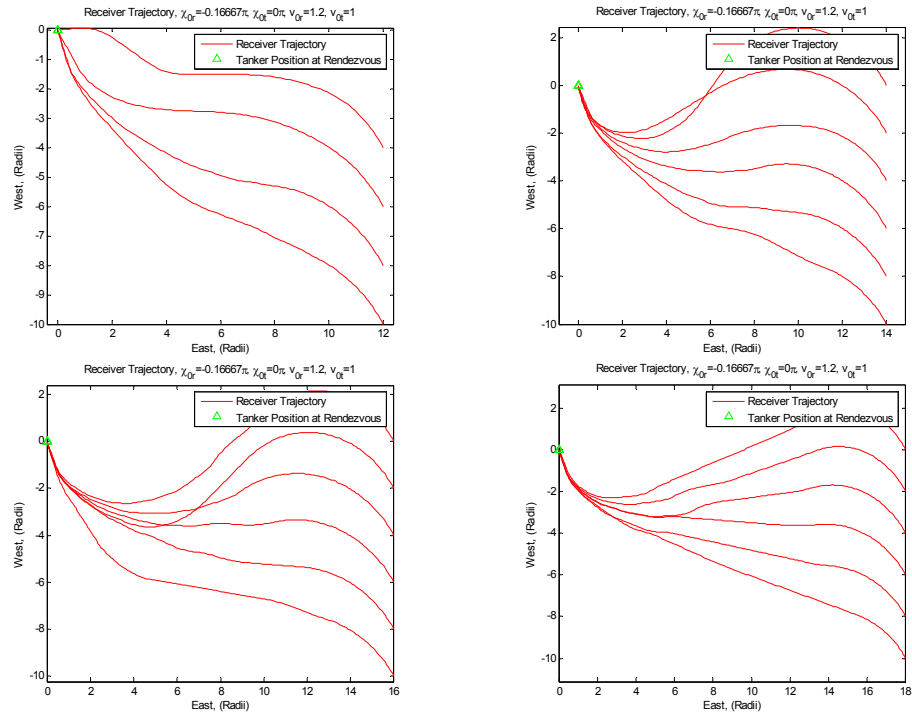 Receiver Trajectory, χ0r=-0.16667π, χ0t=0π, v0r=1.2, v0t=1
0
-1
-2
-3
-4
-5
-6
-7
-8
-9
-10
0 2 4 6 8 10 12
West, (Radii)
East, (Radii)
Receiver Trajectory
Tanker Position at Rendezvous
Receiver Trajectory, χ0r=-0.16667π, χ0t=0π, v0r=1.2, v0t=1
2
0
-2
-4
-6
-8
-10
0 2 4 6 8 10 12 14
West, (Radii)
East, (Radii)
Receiver Trajectory
Tanker Position at Rendezvous
Receiver Trajectory, χ0r=-0.16667π, χ0t=0π, v0r=1.2, v0t=1
2
0
-2
-4
-6
-8
-10
0 2 4 6 8 10 12 14 16
West, (Radii)
East, (Radii)
Receiver Trajectory
Tanker Position at Rendezvous
Receiver Trajectory, χ0r=-0.16667π, χ0t=0π, v0r=1.2, v0t=1
2
0
-2
-4
-6
-8
-10
0 2 4 6 8 10 12 14 16 18
West, (Radii)
East, (Radii)
Receiver Trajectory
Tanker Position at Rendezvous